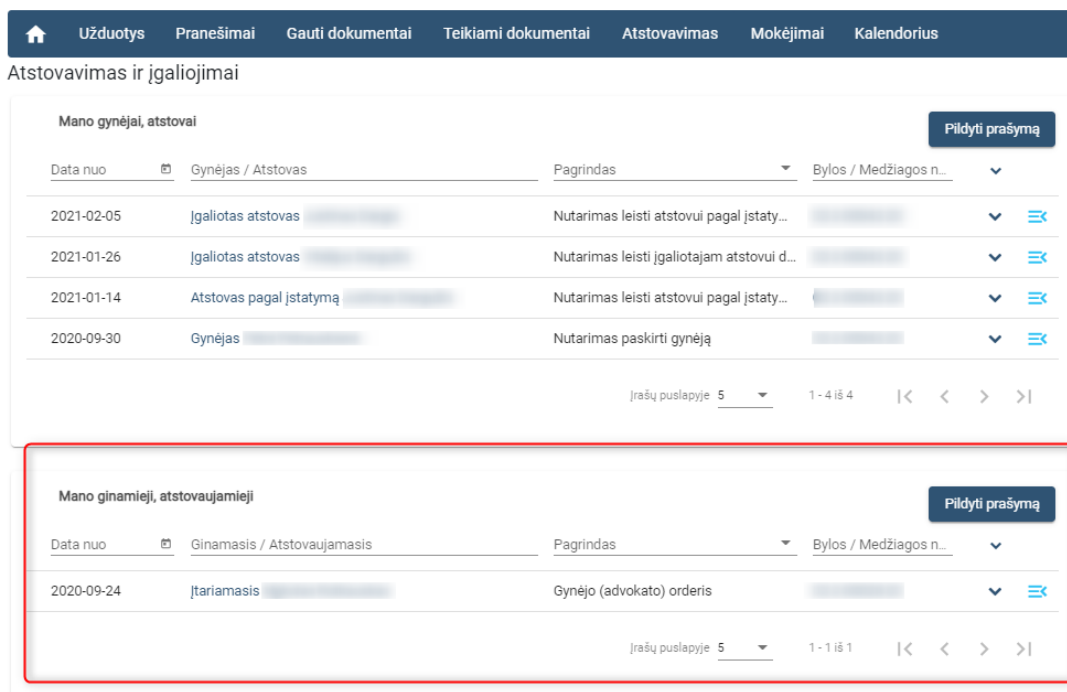 Užduotys Pranešimai Gauti dokumentai Teikiami dokumentai Atstovavimas Mokėjimai Kalendorius
Atstovavimas ir įgaliojimai
Mano gynėjai, atstovai
Pildyti prašymą
Data nuo Gynėjas / Atstovas Pagrindas Bylos / Medžiagos n...
2021-02-05 Įgaliotas atstovas Nutarimas leisti atstovui pagal įstaty...
2021-01-26 Įgaliotas atstovas Nutarimas leisti įgaliotajam atstovui d...
2021-01-14 Atstovas pagal įstatymą Nutarimas leisti atstovui pagal įstaty...
2020-09-30 Gynėjas Nutarimas paskirti gynėją
Įrašų puslapyje 5 1 - 4 iš 4
Mano ginamieji, atstovaujamieji
Pildyti prašymą
Data nuo Ginamasis / Atstovaujamasis Pagrindas Bylos / Medžiagos n...
2020-09-24 Įtariamasis Gynėjo (advokato) orderis
Įrašų puslapyje 5 1 - 1 iš 1